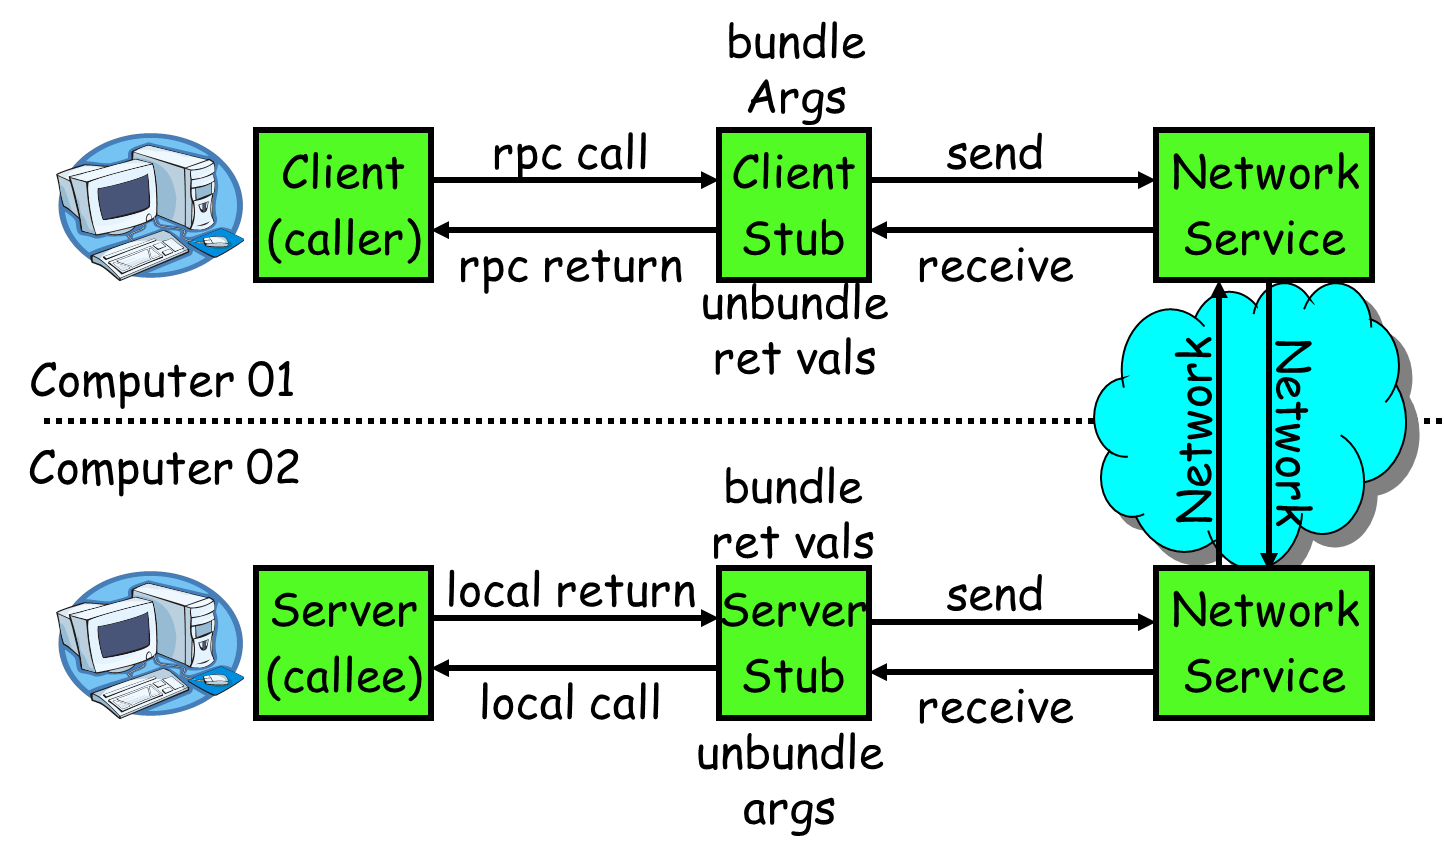 bundle
Args
Client
(caller)
rpc call
rpc return
Client
Stub
send
receive
Network
Service
unbundle
ret vals
Computer 01
Network
Network
Computer 02
bundle
ret vals
Server
(callee)
local return
local call
Server
Stub
send
receive
Network
Service
unbundle
args